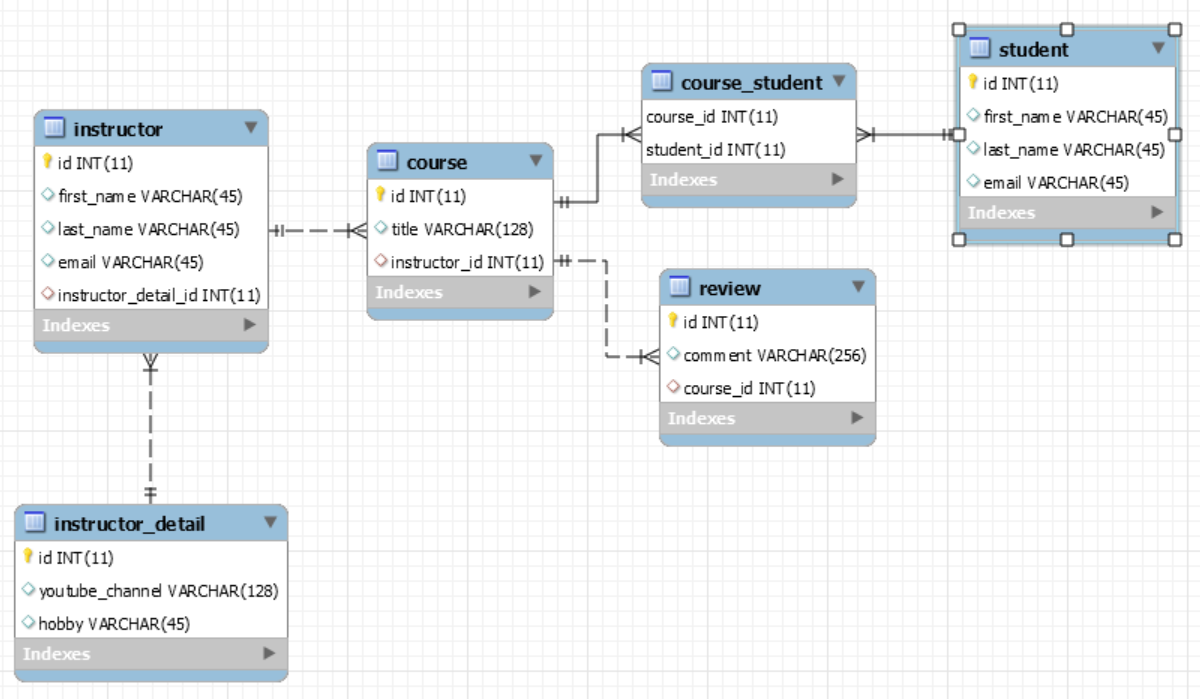 instructor
id INT(11)
first_name VARCHAR(45)
last_name VARCHAR(45)
email VARCHAR(45)
instructor_detail_id INT(11)
Indexes
instructor_detail
id INT(11)
youtube_channel VARCHAR(128)
hobby VARCHAR(45)
Indexes
course
id INT(11)
title VARCHAR(128)
instructor_id INT(11)
Indexes
course_student
course_id INT(11)
student_id INT(11)
Indexes
review
id INT(11)
comment VARCHAR(256)
course_id INT(11)
Indexes
student
id INT(11)
first_name VARCHAR(45)
last_name VARCHAR(45)
email VARCHAR(45)
Indexes